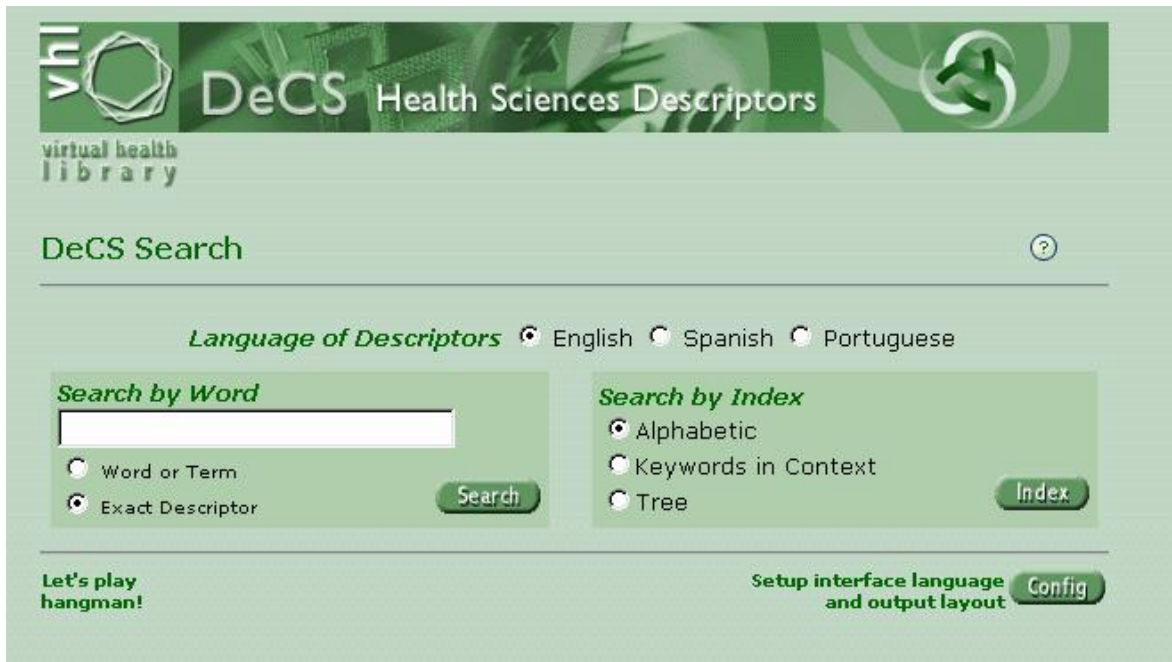 vhl
DeCS Health Sciences Descriptors
virtual health
library
DeCS Search
?
Language of Descriptors English Spanish Portuguese
Search by Word
Word or Term
Exact Descriptor
Search
Search by Index
Alphabetic
Keywords in Context
Tree
Index
Let's play
hangman!
Setup interface language
and output layout
Config